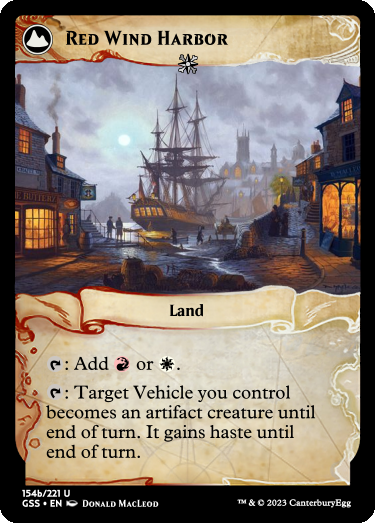 Red Wind Harbor
Land
: Add or .
: Target Vehicle you control
becomes an artifact creature until
end of turn. It gains haste until
end of turn.
154b/221 U
GSS • EN Donald MacLeod
™ & © 2023 CanterburyEgg